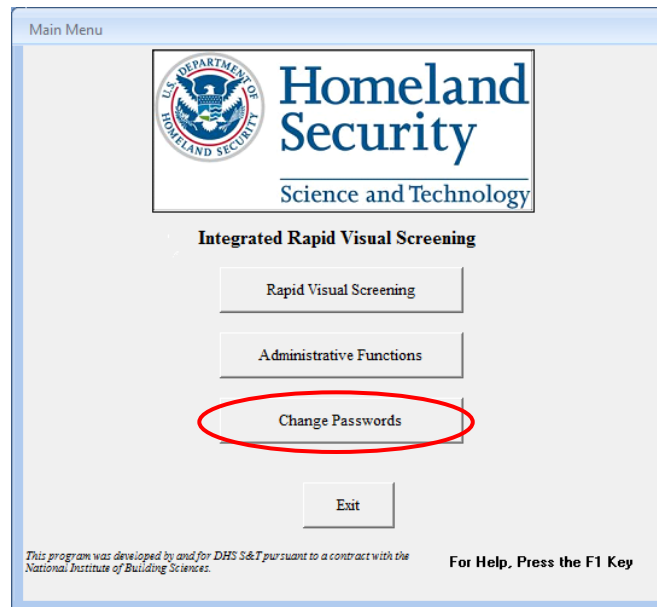 Main Menu
U.S. DEPARTMENT OF
HOMELAND SECURITY
Homeland
Security
Science and Technology
Integrated Rapid Visual Screening
Rapid Visual Screening
Administrative Functions
Change Passwords
Exit
This program was developed by and for DHS S&T pursuant to a contract with the
National Institute of Building Sciences.
For Help, Press the F1 Key